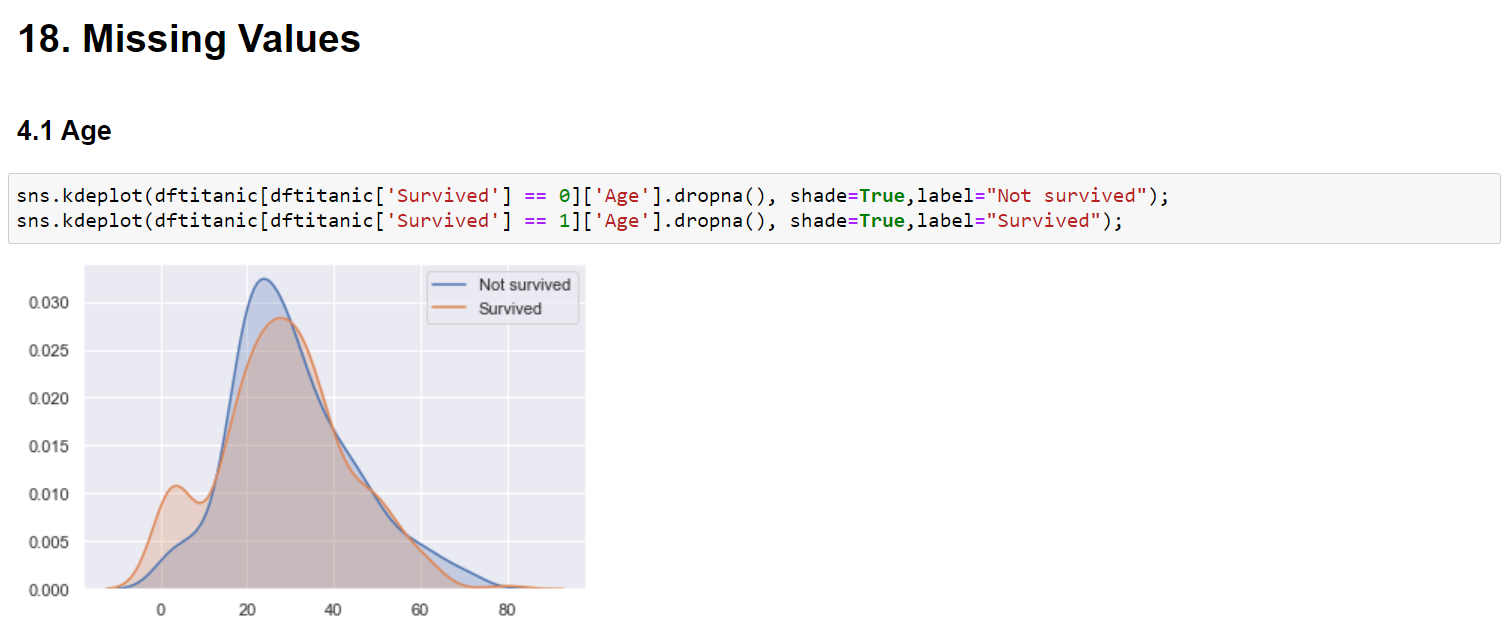 18. Missing Values
4.1 Age
sns.kdeplot(dftitanic[dftitanic['Survived'] == 0]['Age'].dropna(), shade=True,label="Not survived");
sns.kdeplot(dftitanic[dftitanic['Survived'] == 1]['Age'].dropna(), shade=True,label="Survived");
Not survived
Survived
0.030
0.025
0.020
0.015
0.010
0.005
0.000
0 20 40 60 80